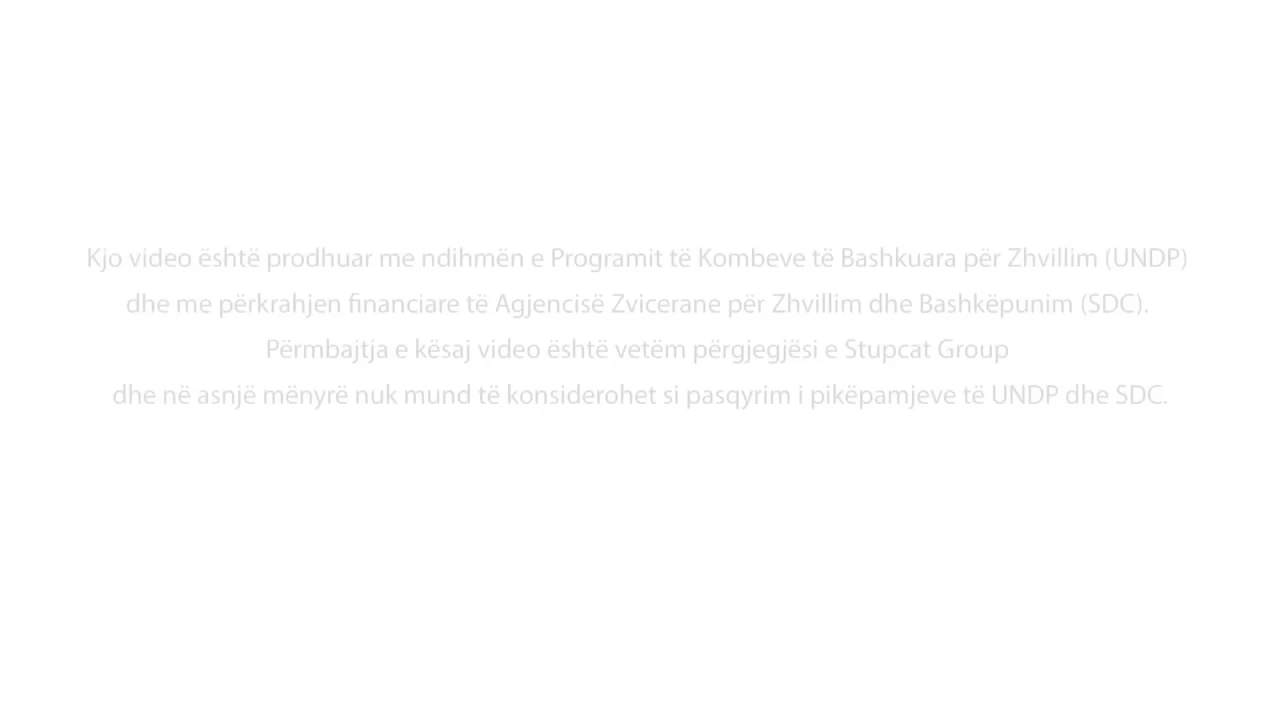 Kjo video është prodhuar me ndihmën e Programit të Kombeve të Bashkuara për Zhvillim (UNDP)
dhe me përkrahjen financiare të Agjencisë Zvicerane për Zhvillim dhe Bashkëpunim (SDC).
Përmbajtja e kësaj video është vetëm përgjegjësi e Stupcat Group
dhe në asnjë mënyrë nuk mund të konsiderohet si pasqyrim i pikëpamjeve të UNDP dhe SDC.